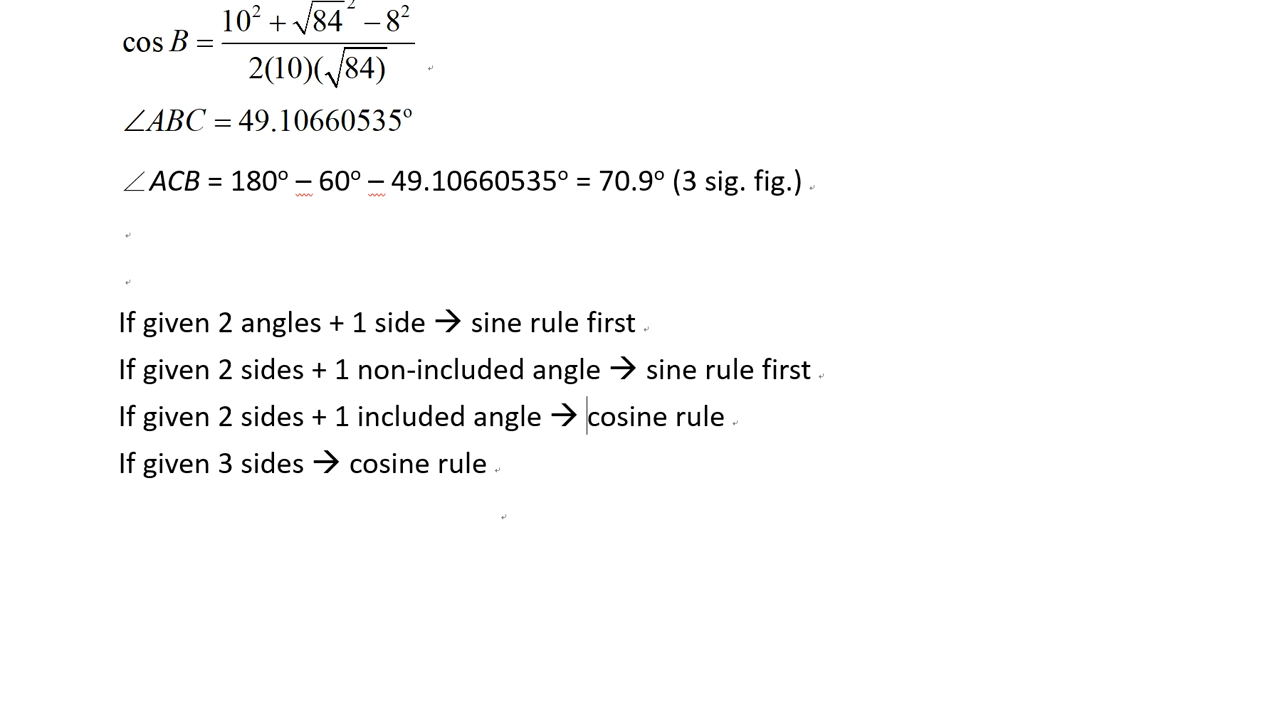 cos B = (10² + √84² − 8²) / (2(10)(√84))
∠ABC = 49.10660535°
∠ACB = 180° – 60° – 49.10660535° = 70.9° (3 sig. fig.)
If given 2 angles + 1 side → sine rule first
If given 2 sides + 1 non-included angle → sine rule first
If given 2 sides + 1 included angle → cosine rule
If given 3 sides → cosine rule